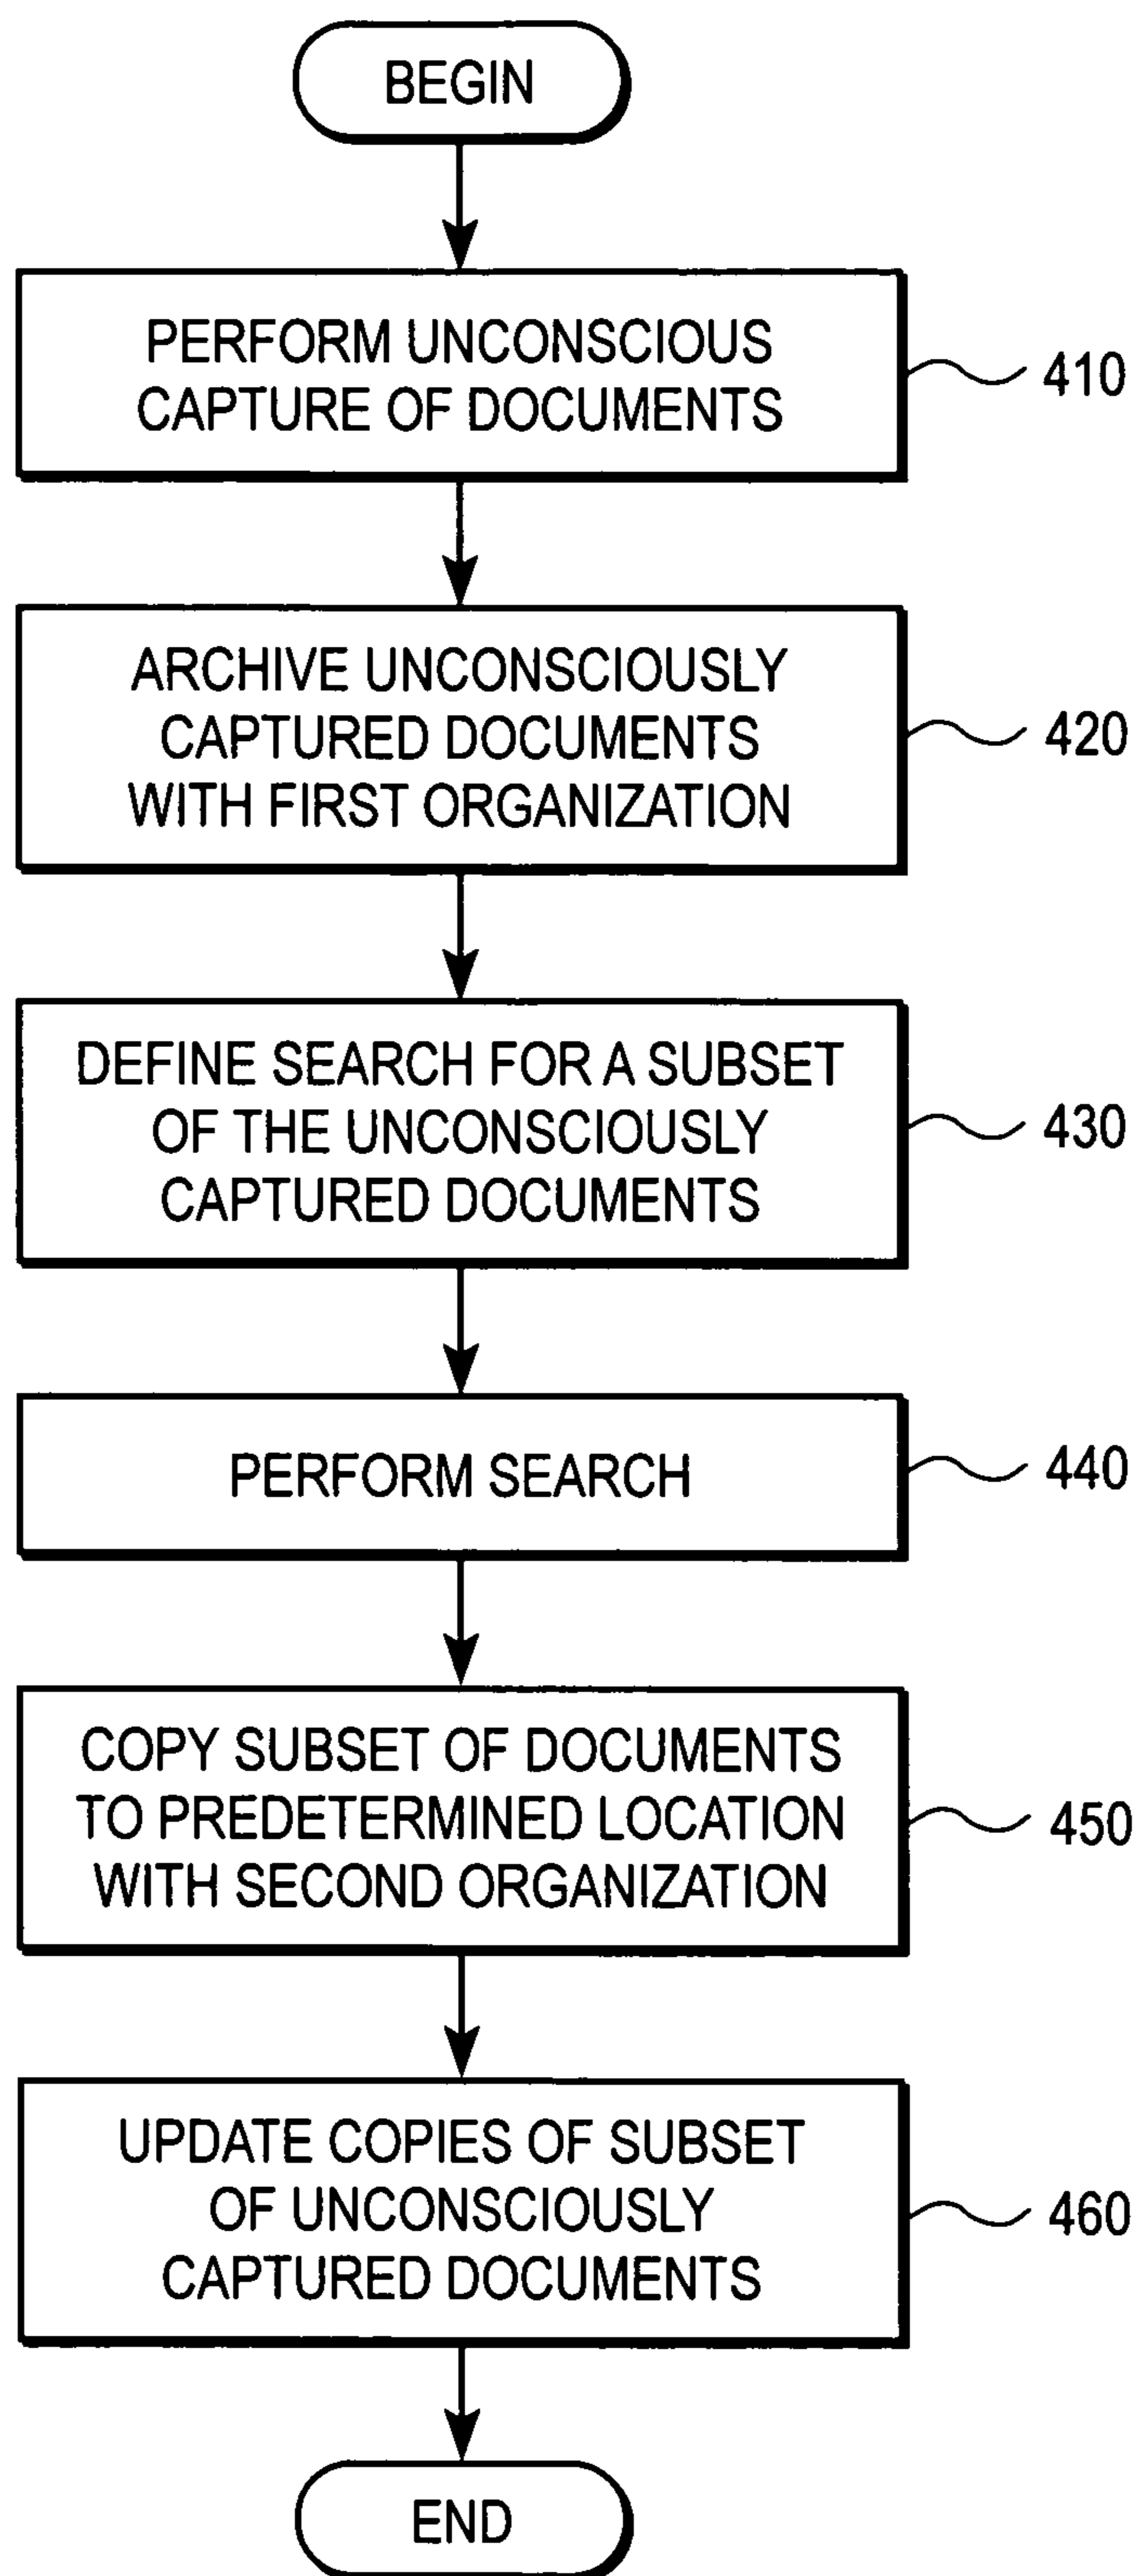 BEGIN
PERFORM UNCONSCIOUS
CAPTURE OF DOCUMENTS
410
ARCHIVE UNCONSCIOUSLY
CAPTURED DOCUMENTS
WITH FIRST ORGANIZATION
420
DEFINE SEARCH FOR A SUBSET
OF THE UNCONSCIOUSLY
CAPTURED DOCUMENTS
430
PERFORM SEARCH
440
COPY SUBSET OF DOCUMENTS
TO PREDETERMINED LOCATION
WITH SECOND ORGANIZATION
450
UPDATE COPIES OF SUBSET
OF UNCONSCIOUSLY
CAPTURED DOCUMENTS
460
END